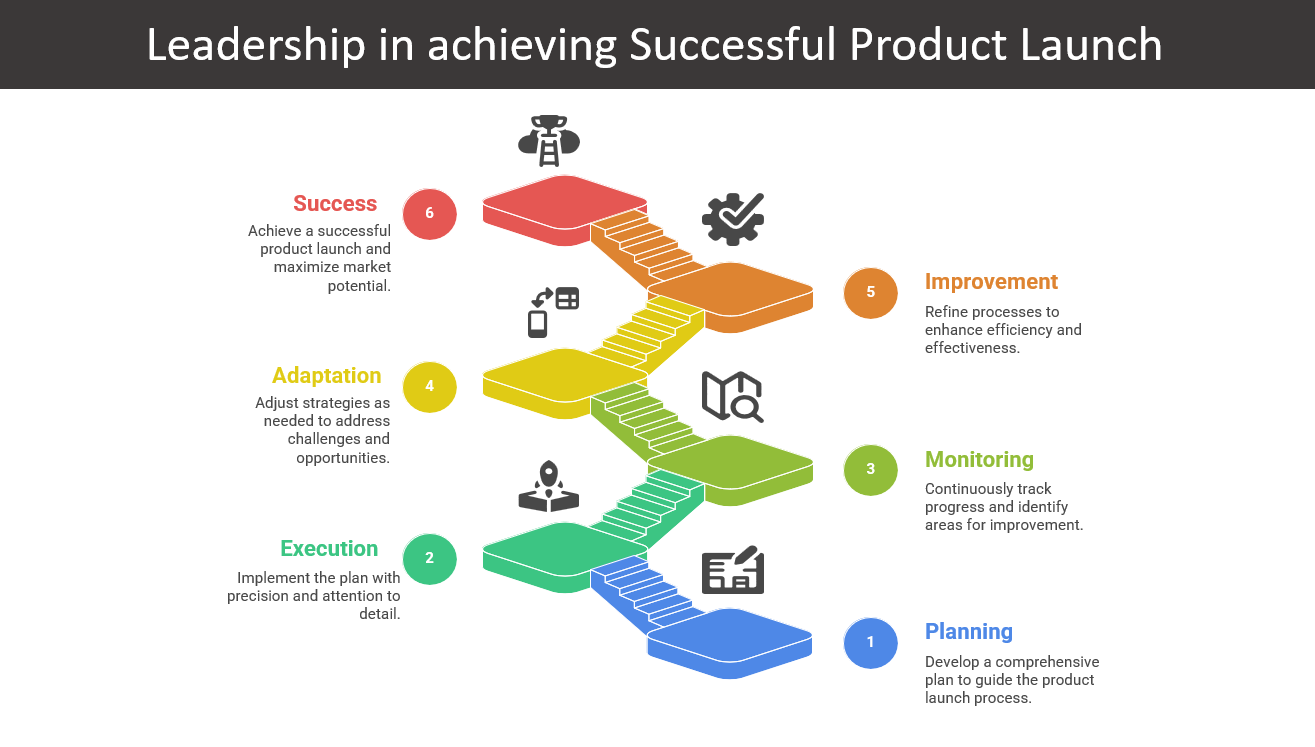 Leadership in achieving Successful Product Launch
Success
6
Achieve a successful
product launch and
maximize market
potential.
5
Improvement
Refine processes to
enhance efficiency and
effectiveness.
Adaptation
4
Adjust strategies as
needed to address
challenges and
opportunities.
3
Monitoring
Continuously track
progress and identify
areas for improvement.
Execution
2
Implement the plan with
precision and attention to
detail.
1
Planning
Develop a comprehensive
plan to guide the product
launch process.